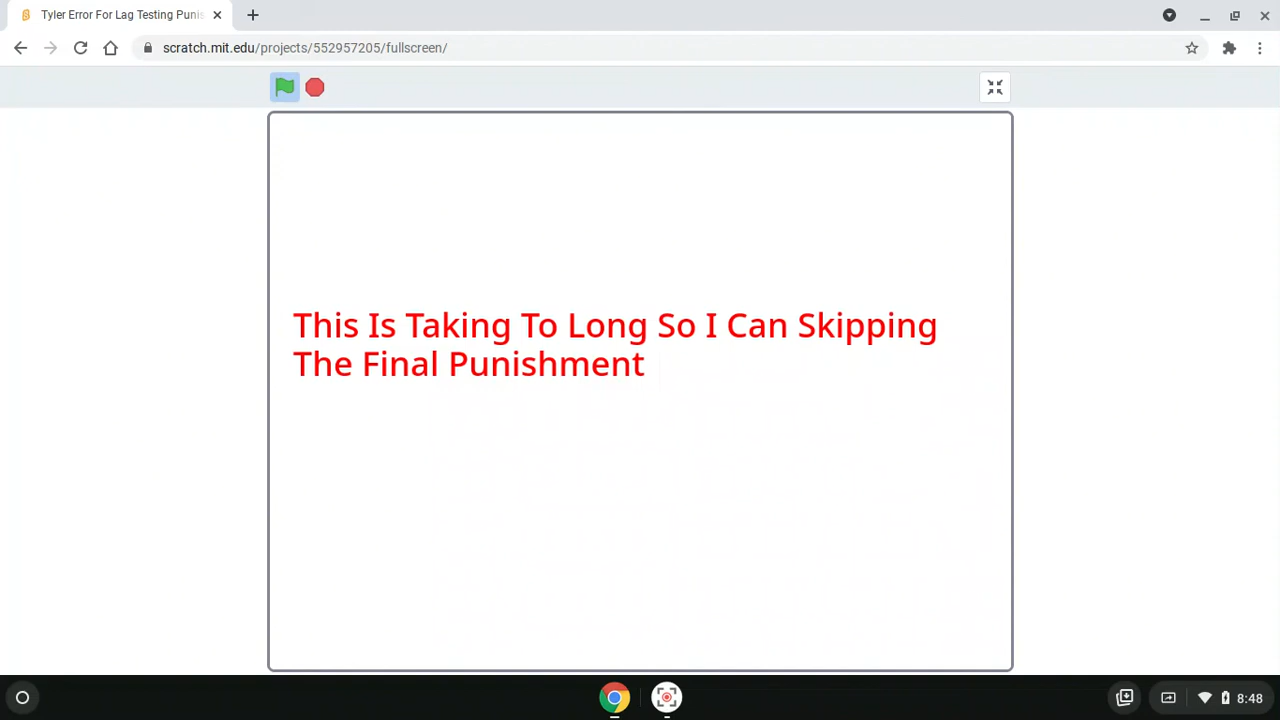 Tyler Error For Lag Testing Punis
scratch.mit.edu/projects/552957205/fullscreen/
This Is Taking To Long So I Can Skipping
The Final Punishment
8:48